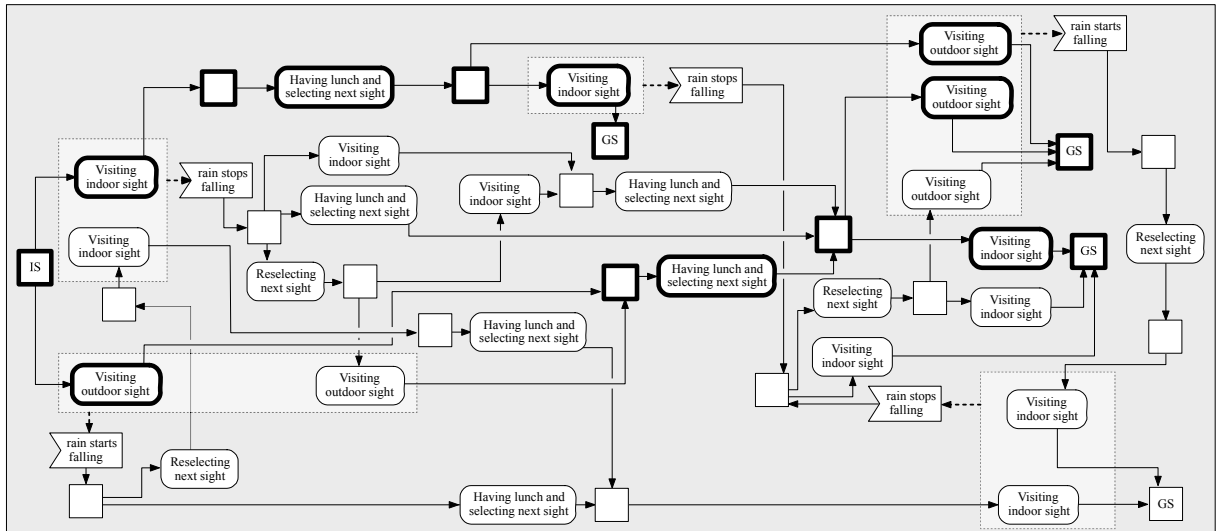 Visiting
outdoor sight
rain starts
falling
Having lunch and
selecting next sight
Visiting
indoor sight
rain stops
falling
Visiting
outdoor sight
GS
Visiting
indoor sight
GS
Visiting
indoor sight
rain stops
falling
Visiting
indoor sight
Having lunch and
selecting next sight
Visiting
outdoor sight
Having lunch and
selecting next sight
Visiting
indoor sight
Visiting
indoor sight
GS
Reselecting
next sight
IS
Reselecting
next sight
Having lunch and
selecting next sight
Reselecting
next sight
Visiting
indoor sight
Having lunch and
selecting next sight
Visiting
indoor sight
Visiting
outdoor sight
Visiting
outdoor sight
rain stops
falling
Visiting
indoor sight
rain starts
falling
Reselecting
next sight
Having lunch and
selecting next sight
Visiting
indoor sight
GS